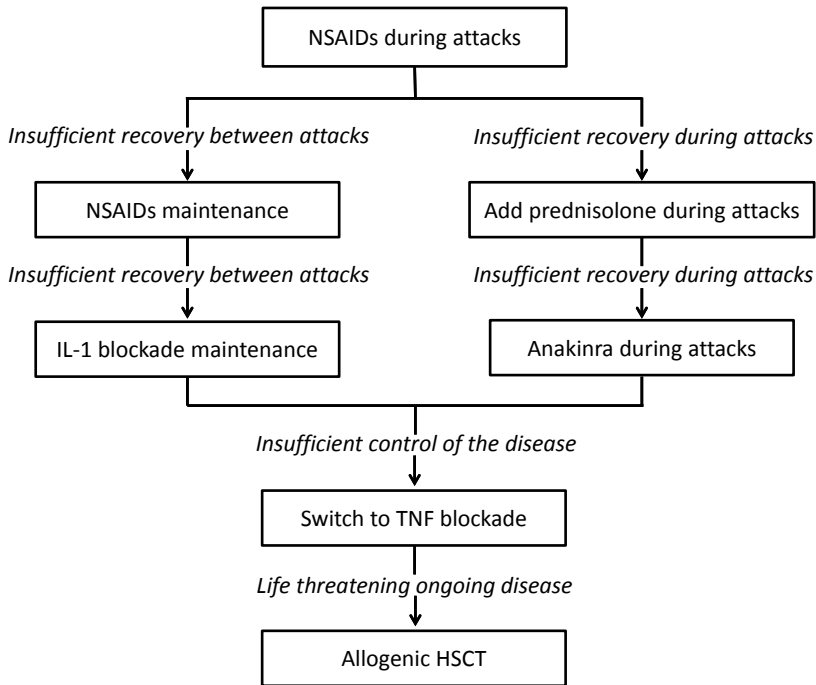 NSAIDs during attacks
Insufficient recovery between attacks
Insufficient recovery during attacks
NSAIDs maintenance
Add prednisolone during attacks
Insufficient recovery between attacks
Insufficient recovery during attacks
IL-1 blockade maintenance
Anakinra during attacks
Insufficient control of the disease
Switch to TNF blockade
Life threatening ongoing disease
Allogenic HSCT